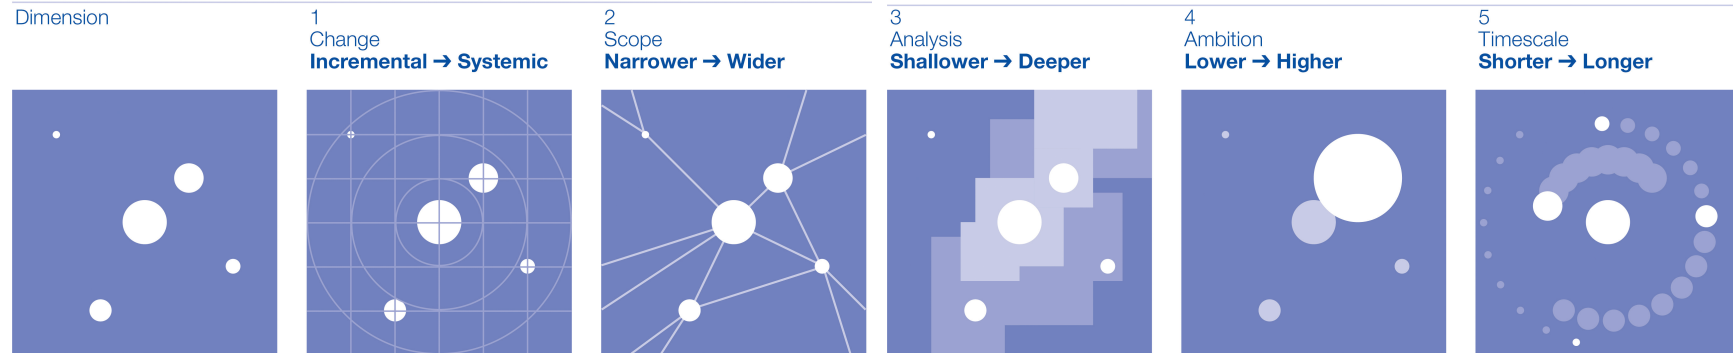 Dimension
1
Change
Incremental ➔ Systemic
2
Scope
Narrower ➔ Wider
3
Analysis
Shallower ➔ Deeper
4
Ambition
Lower ➔ Higher
5
Timescale
Shorter ➔ Longer